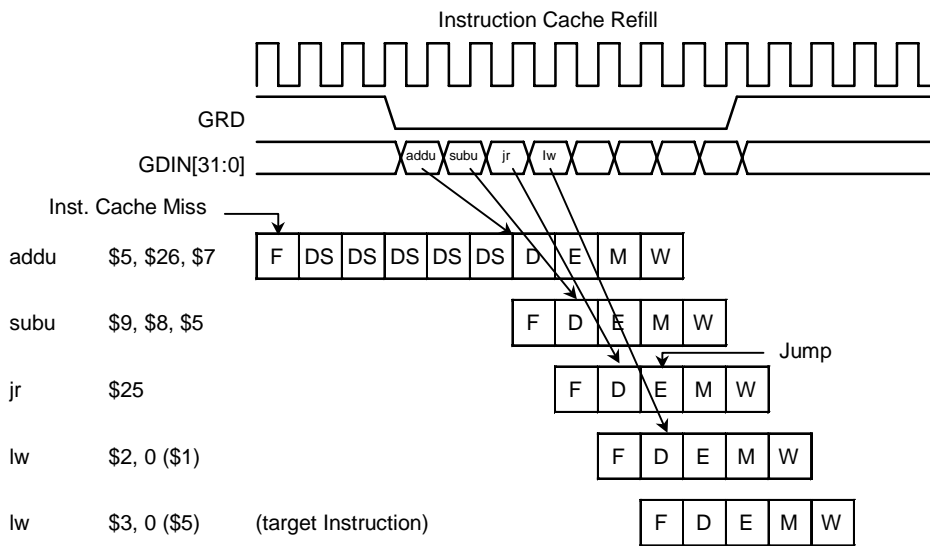 Instruction Cache Refill
GRD
GDIN[31:0] addu subu jr lw
Inst. Cache Miss
addu $5, $26, $7 F DS DS DS DS DS D E M W
subu $9, $8, $5 F D E M W
Jump
jr $25 F D E M W
lw $2, 0 ($1) F D E M W
lw $3, 0 ($5) (target Instruction) F D E M W